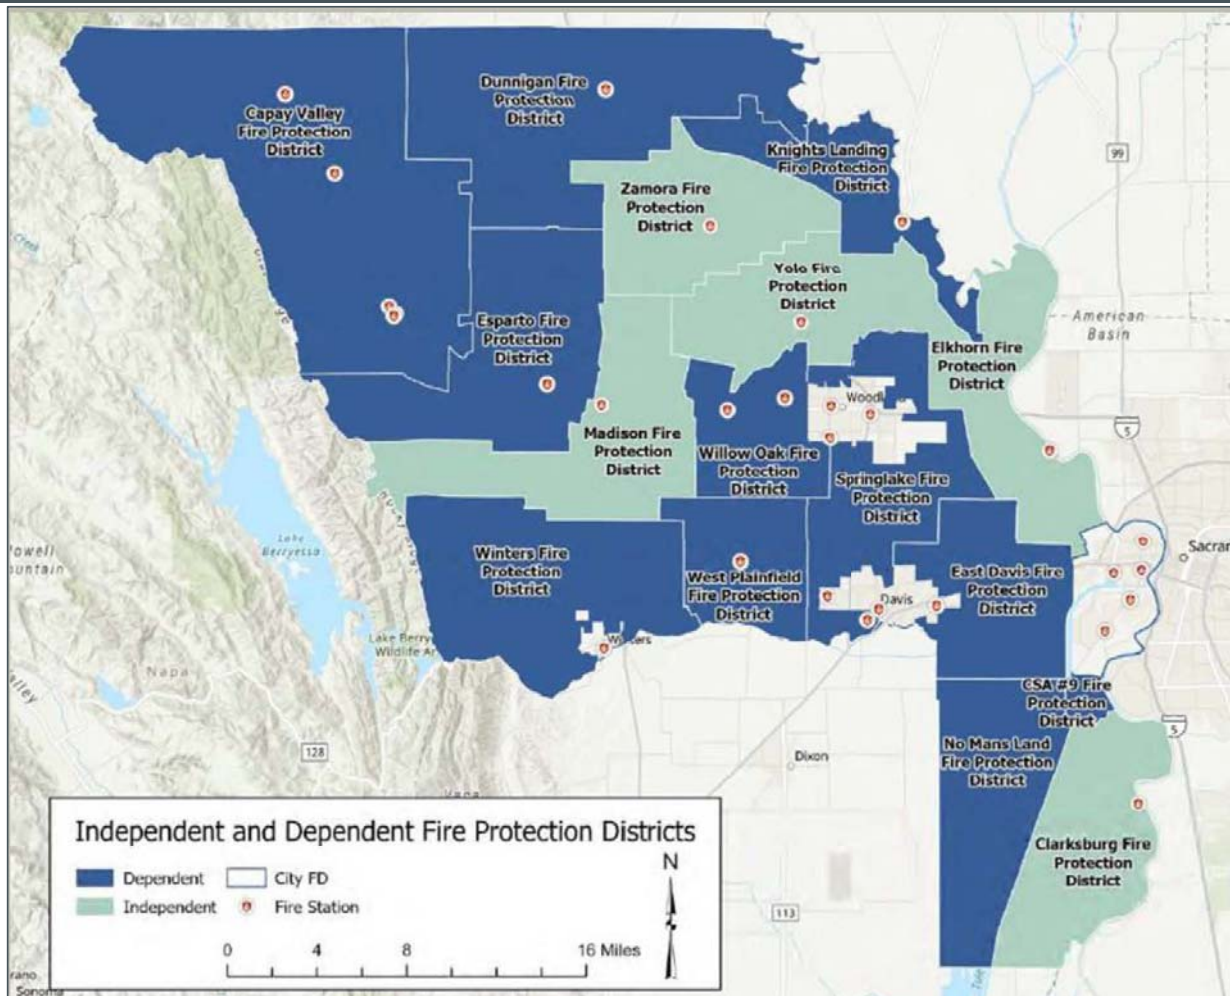 Dunnigan Fire
Protection
District
Capay Valley
Fire Protection
District
99
Knights Landing
Fire Protection
District
Zamora Fire
Protection
District
Yolo Fire
Protection
District
American
Basin
Esparto Fire
Protection
District
Elkhorn Fire
Protection
District
Madison Fire
Protection
District
Willow Oak Fire
Protection
District
5
Springlake Fire
Protection
District
Lake
Berryessa
Winters Fire
Protection
District
West Plainfield
Fire Protection
District
Davis
East Davis Fire
Protection
District
Sacram
Lake Berry
Wildlife Ar
Napa
Valley
CSA #9 Fire
Protection
District
5
128
Dixon
No Mans Land
Fire Protection
District
Clarksburg Fire
Protection
District
113
Independent and Dependent Fire Protection Districts
Dependent
City FD
Independent
Fire Station
N
0 4 8 16 Miles